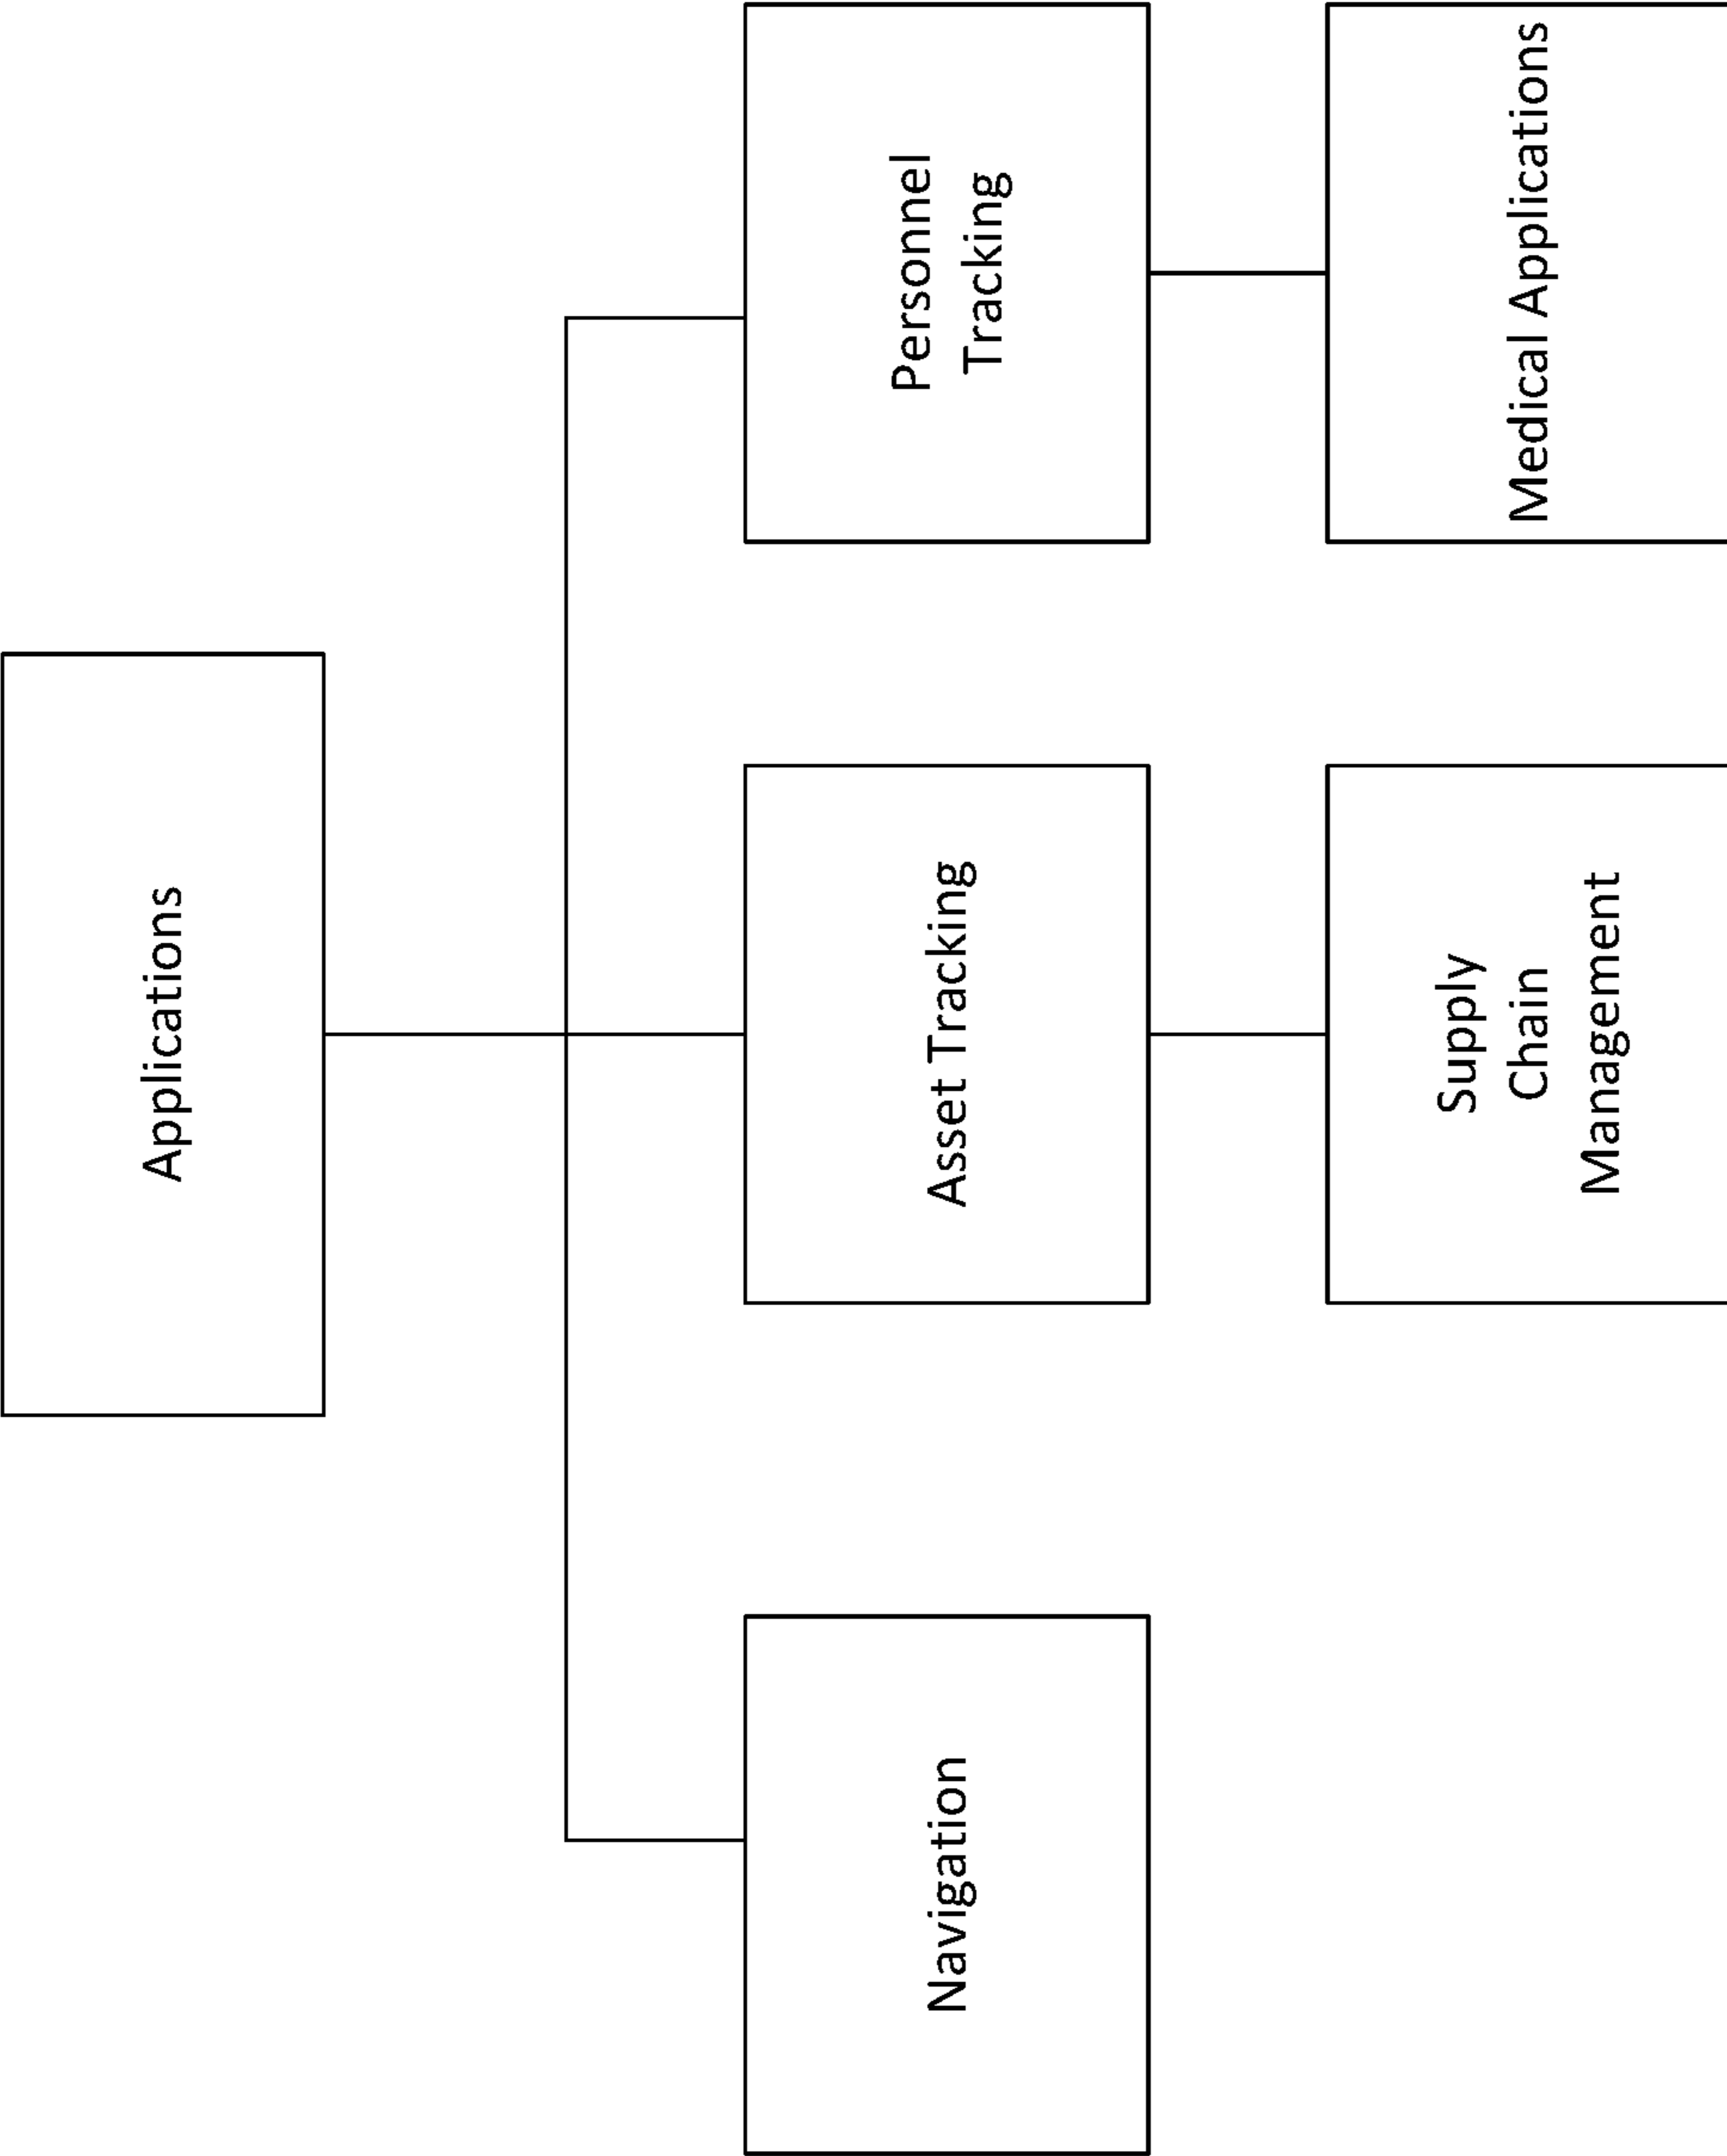 Applications
Navigation
Asset Tracking
Personnel
Tracking
Supply
Chain
Management
Medical Applications